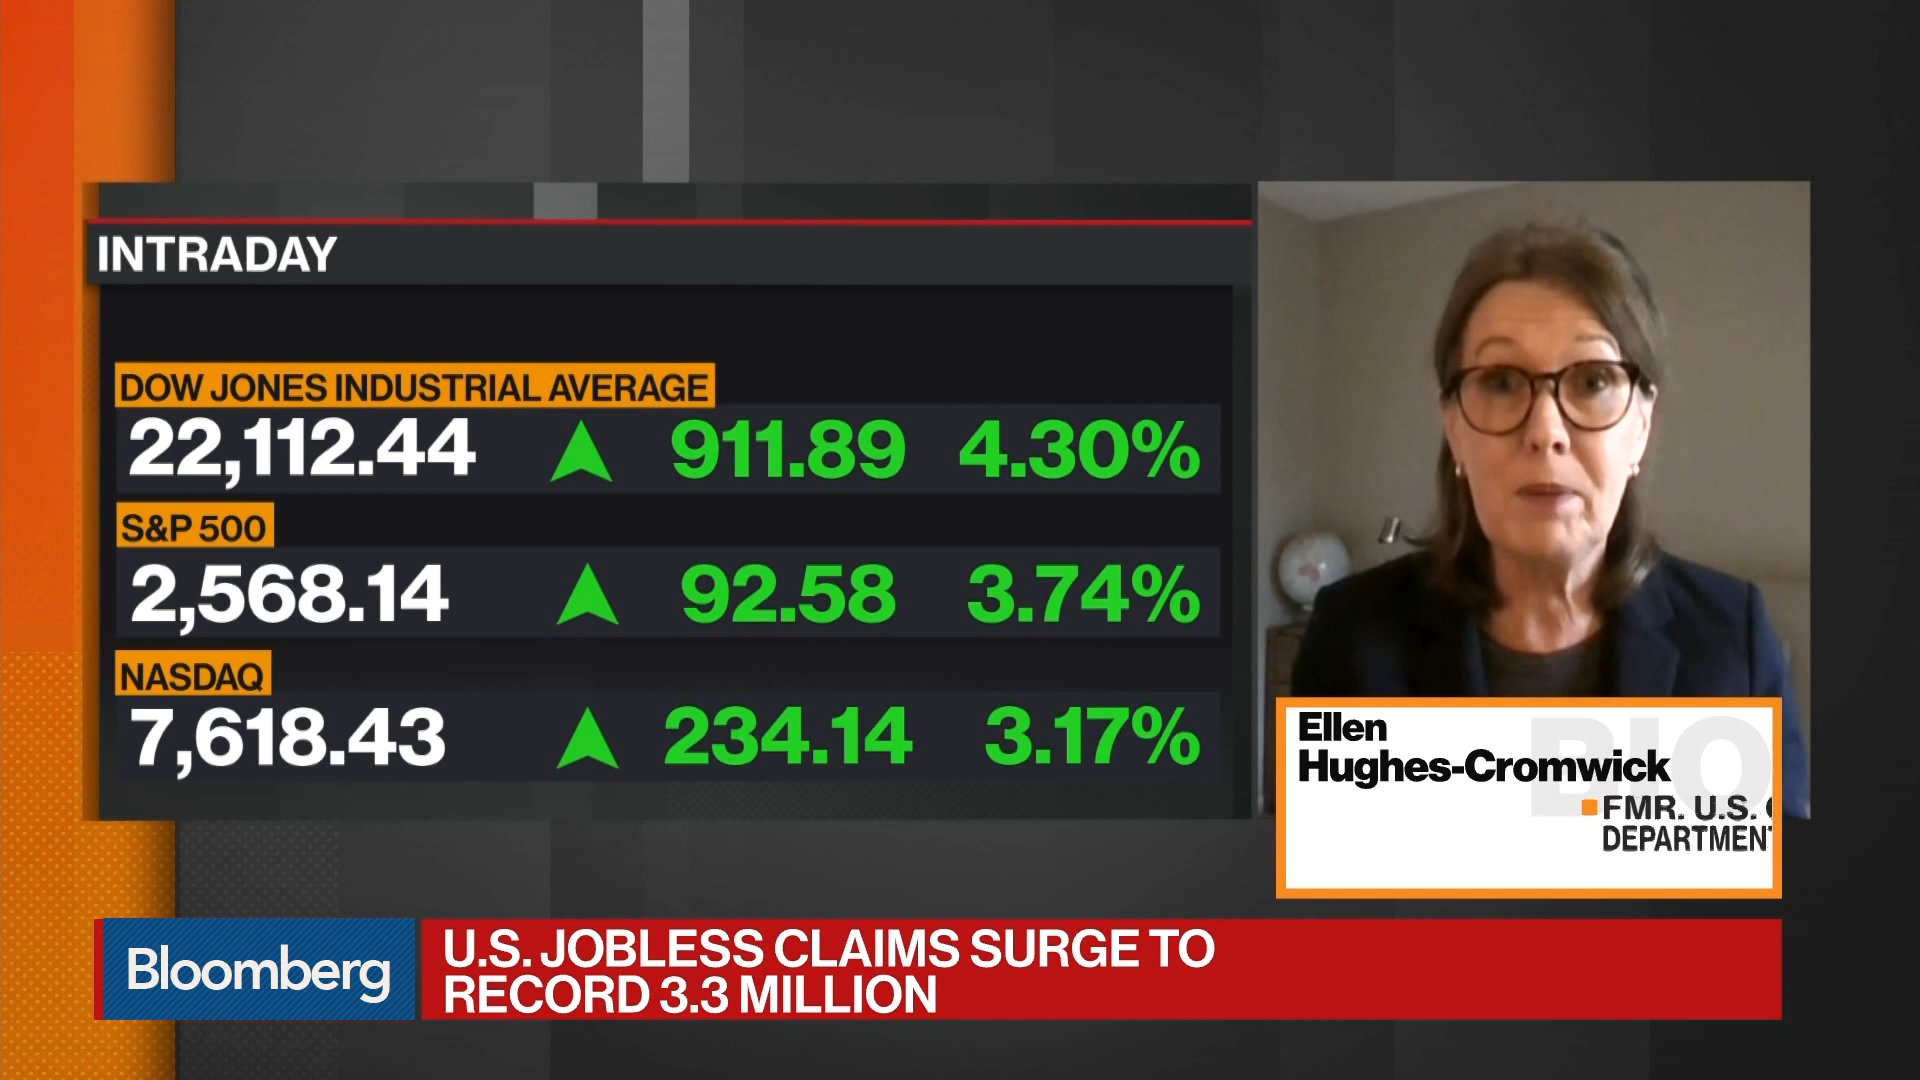 INTRADAY
DOW JONES INDUSTRIAL AVERAGE
22,112.44 ▲ 911.89 4.30%
S&P 500
2,568.14 ▲ 92.58 3.74%
NASDAQ
7,618.43 ▲ 234.14 3.17%
BIO
Ellen
Hughes-Cromwick
FMR. U.S.
DEPARTMENT
Bloomberg
U.S. JOBLESS CLAIMS SURGE TO
RECORD 3.3 MILLION